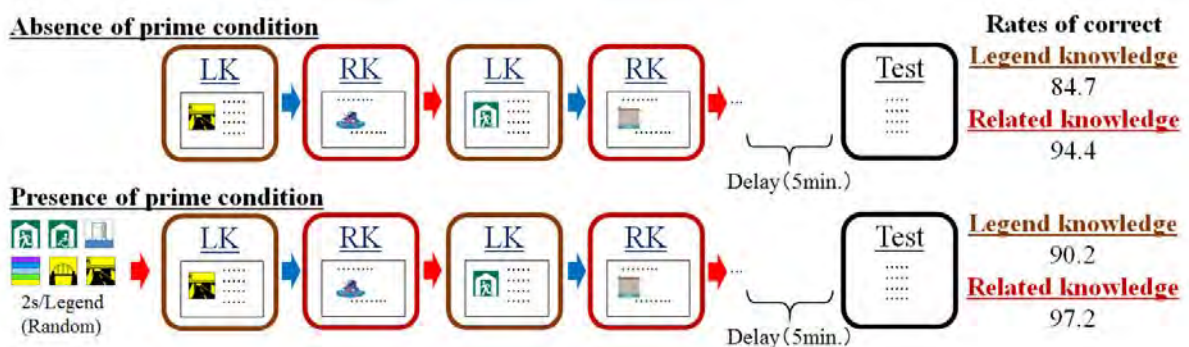 Absence of prime condition
LK
RK
LK
RK
...
Delay(5min.)
Test
Rates of correct
Legend knowledge
84.7
Related knowledge
94.4
Presence of prime condition
2s/Legend
(Random)
LK
RK
LK
RK
...
Delay(5min.)
Test
Legend knowledge
90.2
Related knowledge
97.2